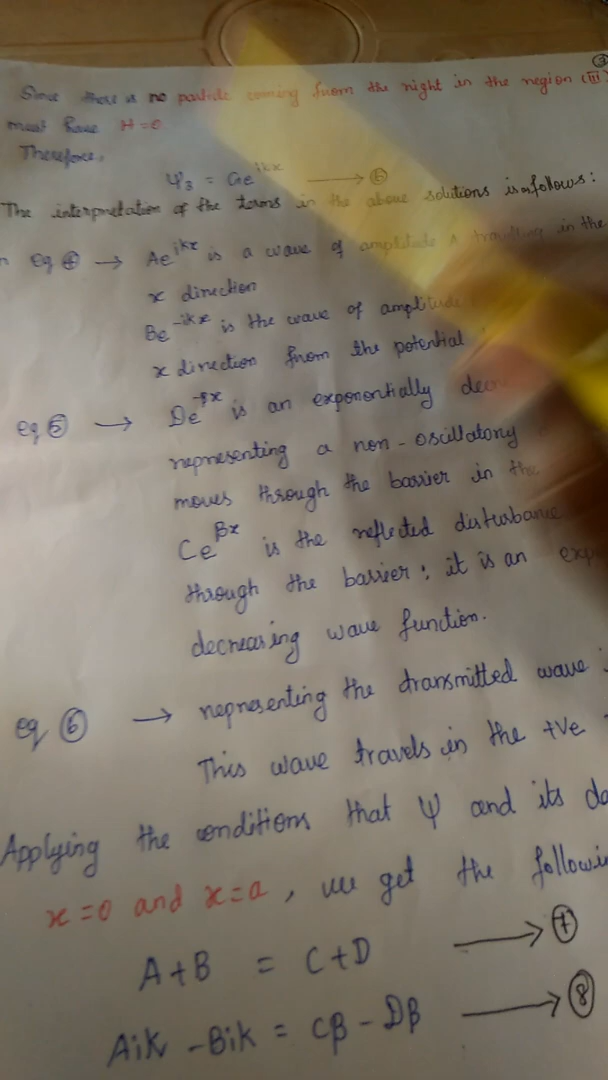 ③
Since there is no particle coming from the right in the region (III)
must have H = 0
Therefore,
Ψ₃ = Ge^ikx → ⑥
The interpretation of the terms in the above solutions is as follows:
Eq ④ → Ae^ikx is a wave of amplitude A travelling in the
x direction
Be^-ikx is the wave of amplitude
x direction from the potential
eq ⑤ → De^-βx is an exponentially
representing a non-oscillatory
moves through the barrier in the
Ce^βx is the reflected disturbance
through the barrier; it is an
decreasing wave function.
eq ⑥ → representing the transmitted wave
This wave travels in the +ve
Applying the conditions that Ψ and its
x=0 and x=a, we get the
A+B = C+D → ⑦
Aik - Bik = Cβ - Dβ → ⑧